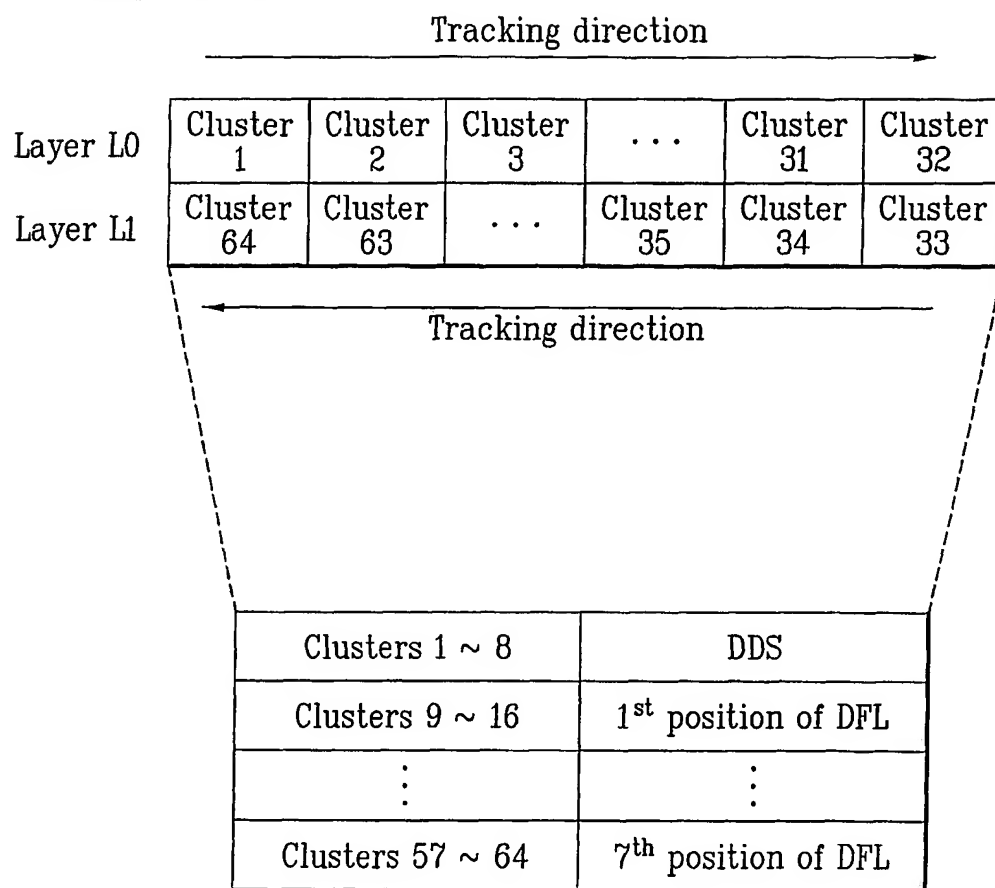 Tracking direction
Layer L0
Cluster 1
Cluster 2
Cluster 3
...
Cluster 31
Cluster 32
Layer L1
Cluster 64
Cluster 63
...
Cluster 35
Cluster 34
Cluster 33
Tracking direction
Clusters 1 ~ 8 DDS
Clusters 9 ~ 16 1st position of DFL
⋮ ⋮
Clusters 57 ~ 64 7th position of DFL